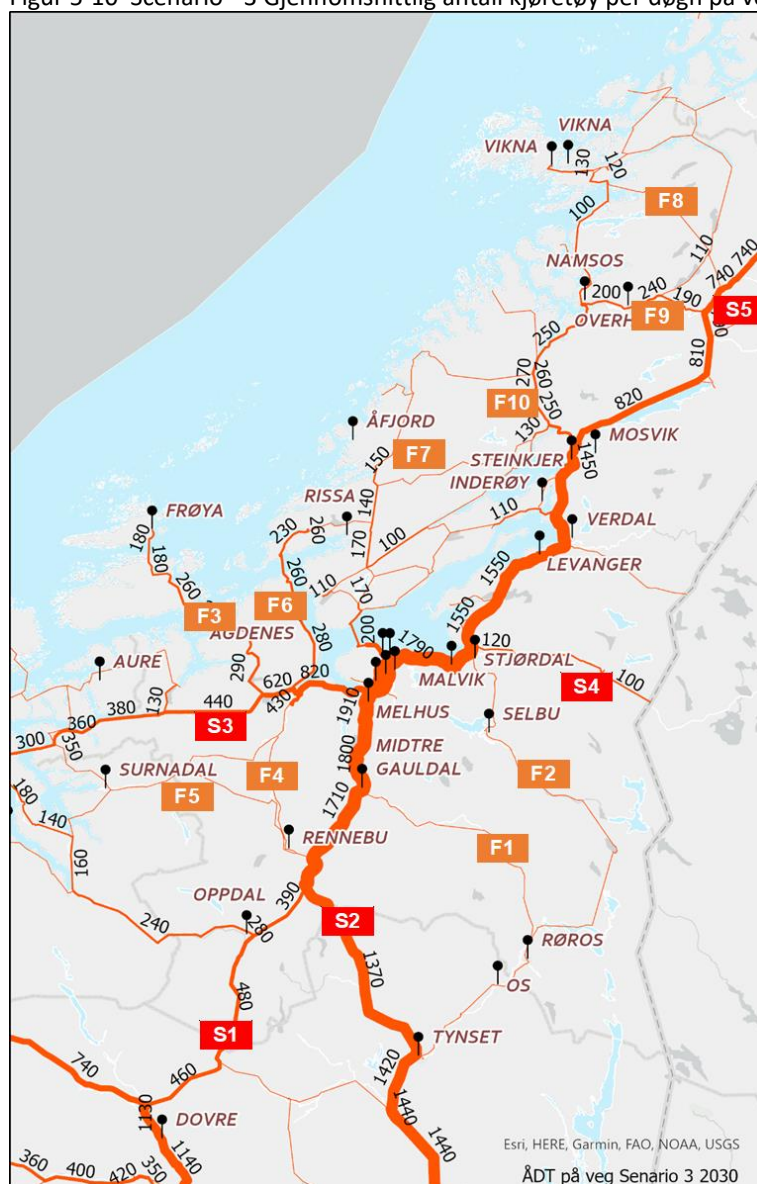 Figur Scenario - 3 Gjennomsnittlig antall kjøretøy per døgn på
VIKNA
VIKNA
130
120
100
F8
110
740
740
NAMSOS
200
240
190
OVERH
F9
S5
250
810
270
260
250
820
F10
ÅFJORD
130
MOSVIK
150
F7
STEINKJER
1450
INDERØY
RISSA
140
110
FRØYA
180
230
260
170
100
VERDAL
1550
LEVANGER
180
260
260
110
170
1550
F3
F6
AGDENES
280
200
1790
120
STJØRDAL
AURE
290
620
820
MALVIK
100
S4
380
130
440
430
1910
MELHUS
SELBU
300
360
S3
350
1800
MIDTRE
GAULDAL
SURNADAL
F4
F2
180
F5
1710
140
RENNEBU
F1
160
390
OPPDAL
240
280
S2
RØROS
1370
OS
480
S1
TYNSET
740
460
1420
1130
1440
DOVRE
1440
1140
Esri, HERE, Garmin, FAO, NOAA, USGS
360
400
420
350
ÅDT på veg Senario 3 2030